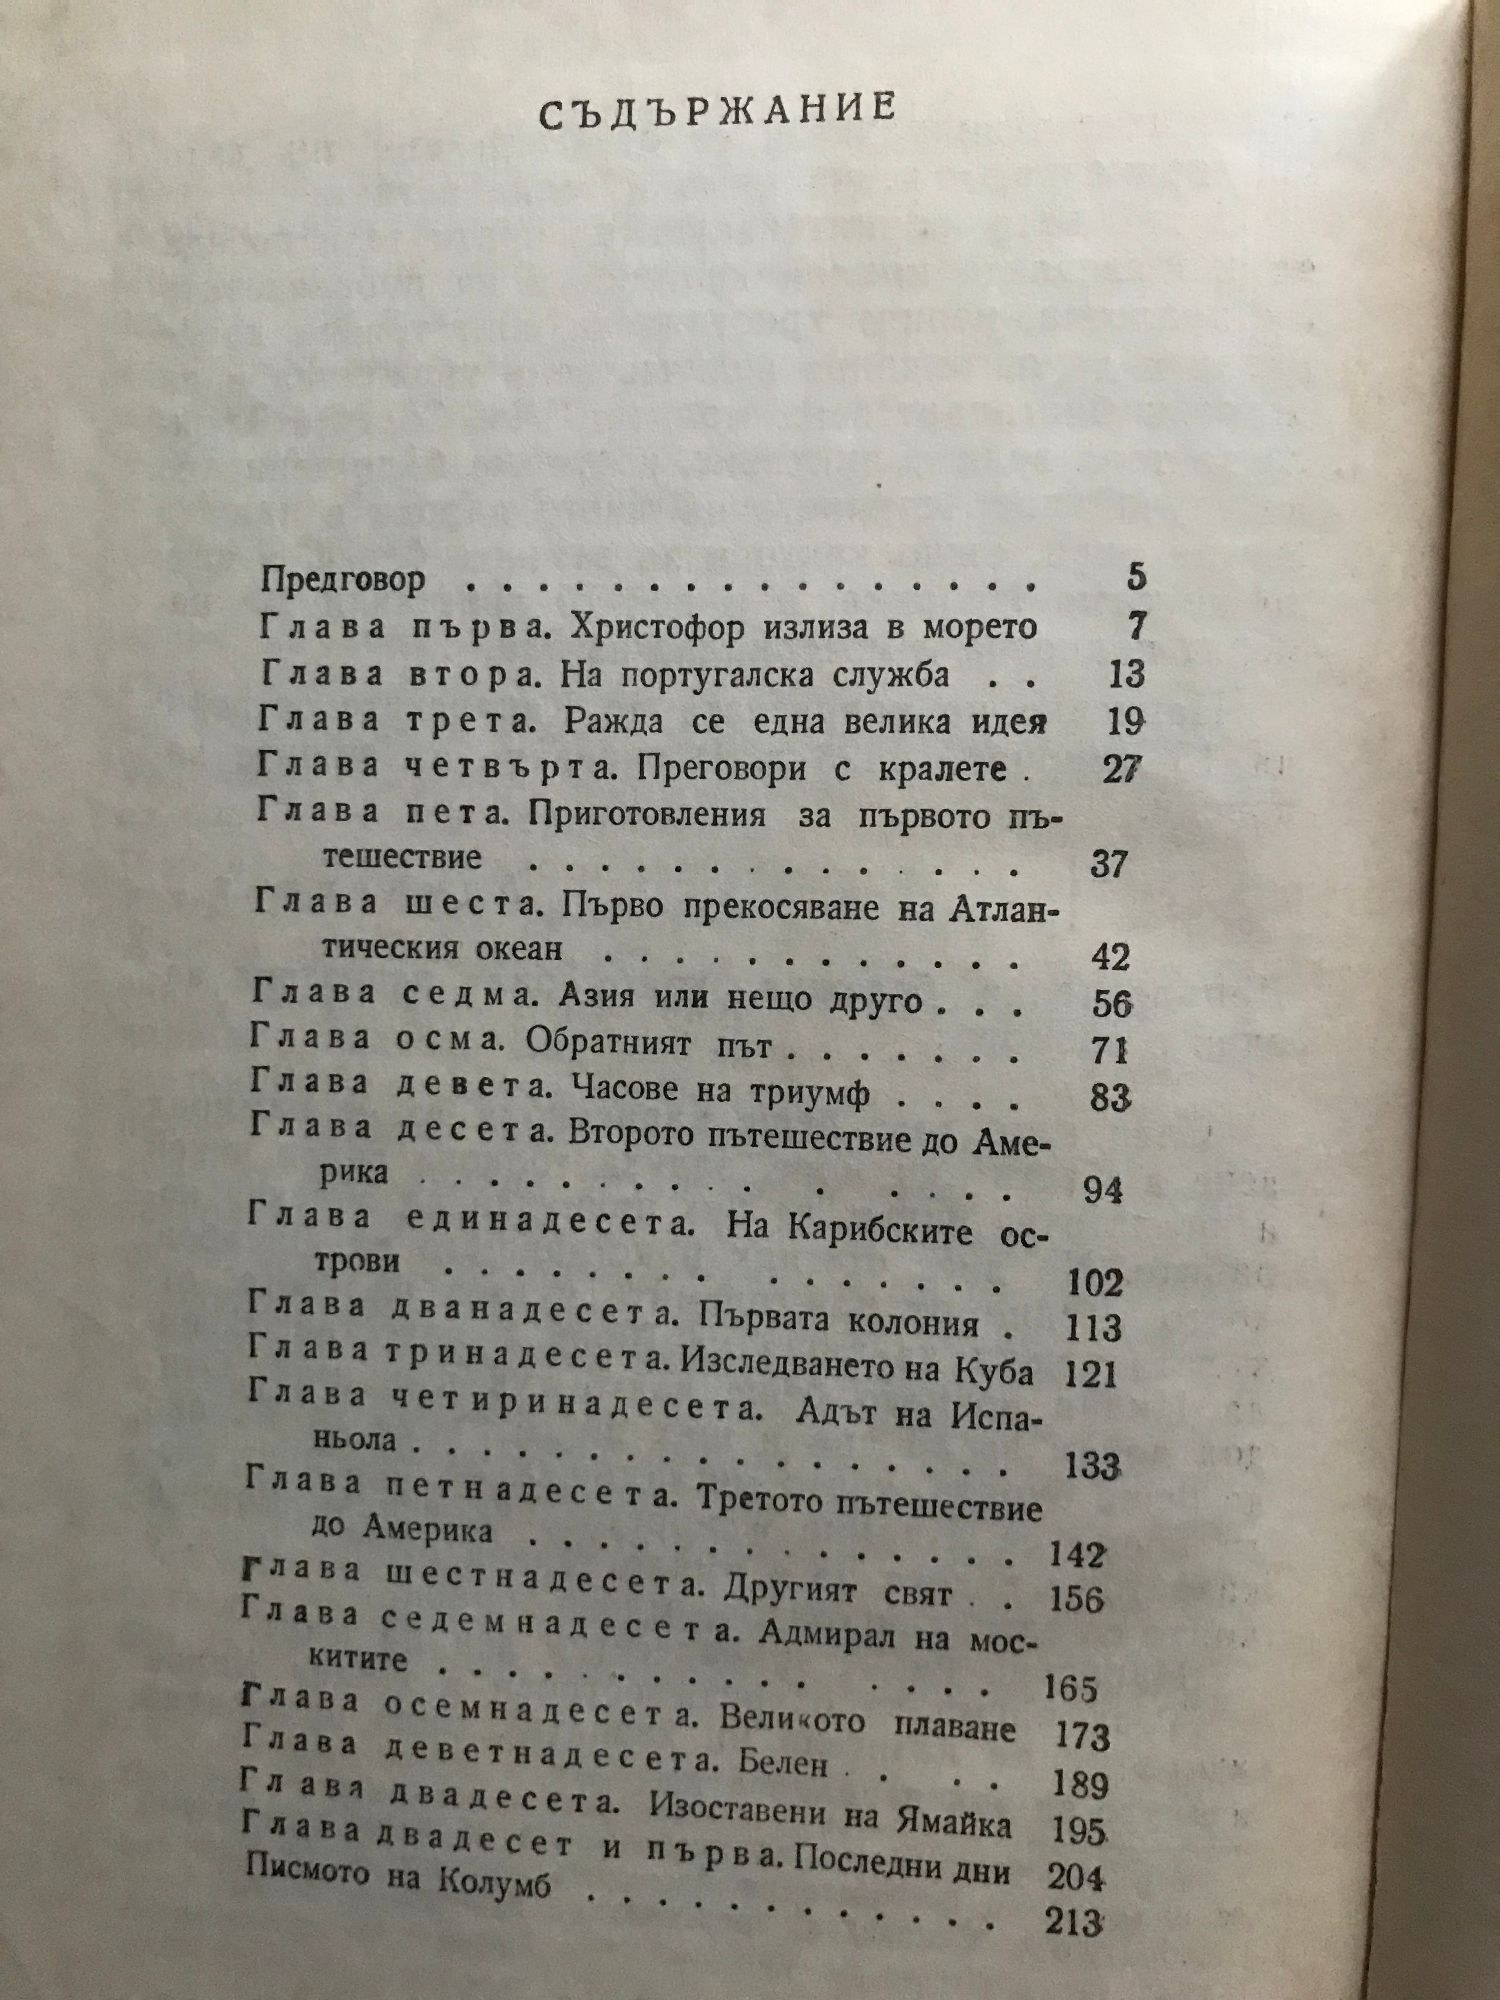 СЪДЪРЖАНИЕ
Предговор . . . . . . . . . . . . . . . . 5
Глава първа. Христофор излиза в морето 7
Глава втора. На португалска служба . . 13
Глава трета. Ражда се една велика идея 19
Глава четвърта. Преговори с кралете . 27
Глава пета. Приготовления за първото пъ-
тешествие . . . . . . . . . . . . . . 37
Глава шеста. Първо прекосяване на Атлан-
тическия океан . . . . . . . . . . . . 42
Глава седма. Азия или нещо друго . . . 56
Глава осма. Обратният път . . . . . . . 71
Глава девета. Часове на триумф . . . . 83
Глава десета. Второто пътешествие до Аме-
рика . . . . . . . . . . . . . . 94
Глава единадесета. На Карибските ос-
трови . . . . . . . . . . . . . . . 102
Глава дванадесета. Първата колония . 113
Глава тринадесета. Изследването на Куба 121
Глава четиринадесета. Адът на Испа-
ньола . . . . . . . . . . . . . . . . . 133
Глава петнадесета. Третото пътешествие
до Америка . . . . . . . . . . . . . . 142
Глава шестнадесета. Другият свят . . 156
Глава седемнадесета. Адмирал на мос-
китите . . . . . . . . . . . . . . . 165
Глава осемнадесета. Великото плаване 173
Глава деветнадесета. Белен . . . . 189
Глава двадесета. Изоставени на Ямайка 195
Глава двадесет и първа. Последни дни 204
Писмото на Колумб . . . . . . . . . . . . 213